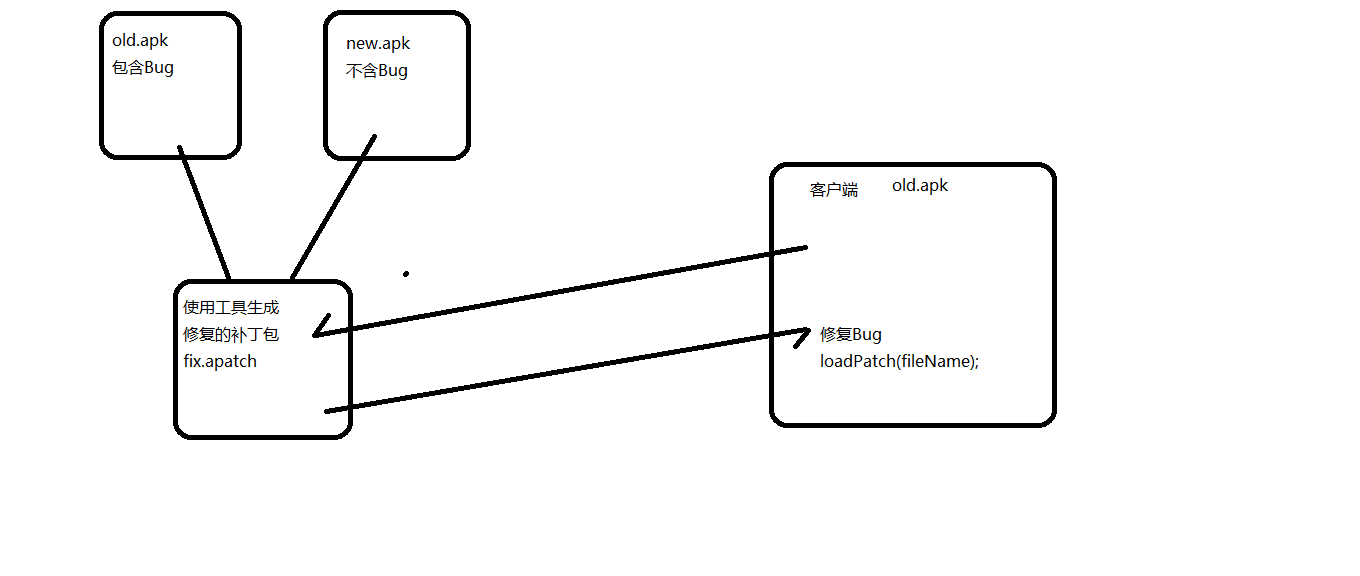 old.apk
包含Bug
new.apk
不含Bug
客户端 old.apk
使用工具生成
修复的补丁包
fix.apatch
修复Bug
loadPatch(fileName);